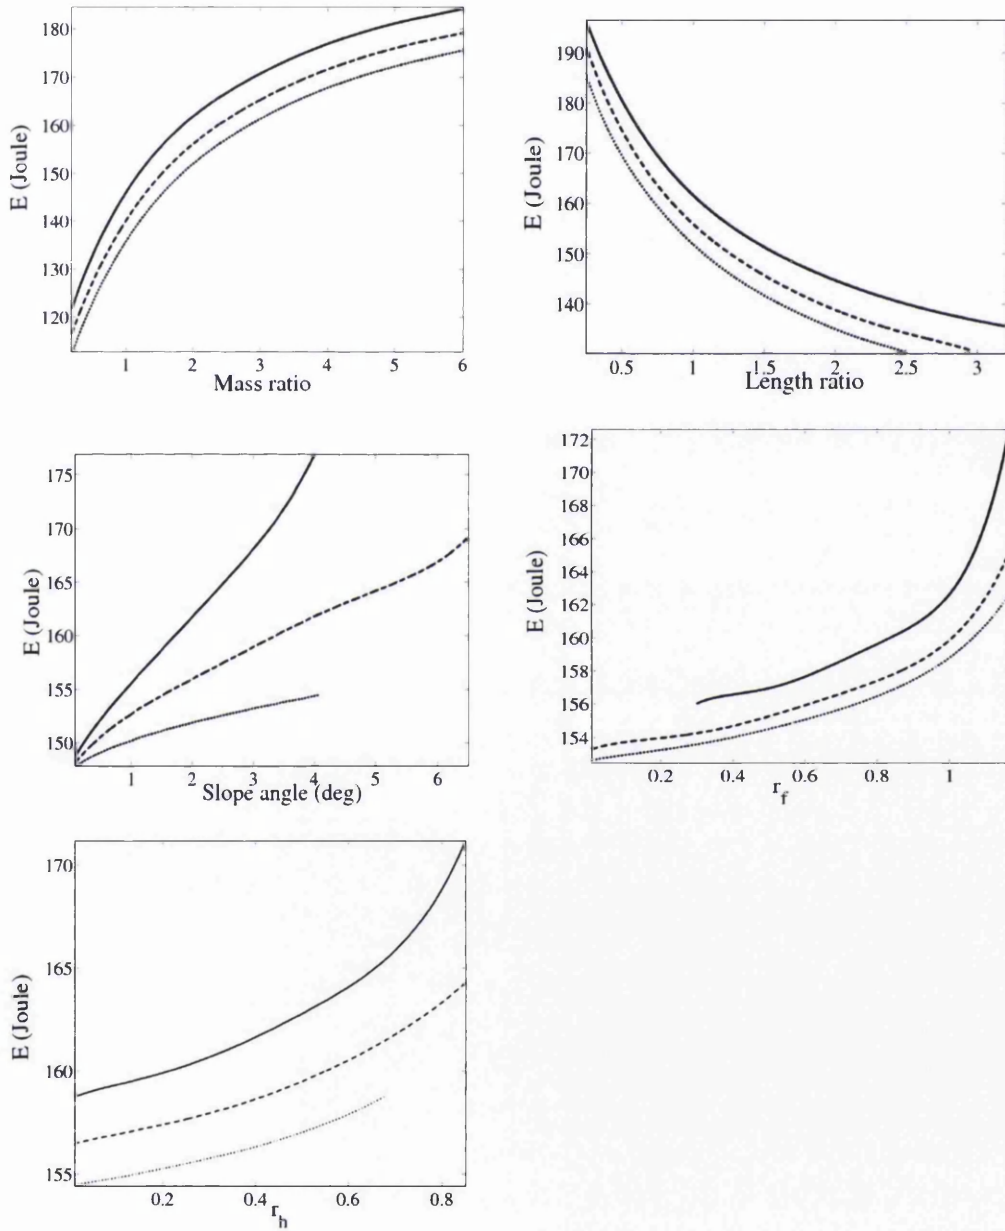 180
170
160
150
140
130
120
E (Joule)
1 2 3 4 5 6
Mass ratio
190
180
170
160
150
140
E (Joule)
0.5 1 1.5 2 2.5 3
Length ratio
175
170
165
160
155
150
E (Joule)
1 2 3 4 5 6
Slope angle (deg)
172
170
168
166
164
162
160
158
156
154
E (Joule)
0.2 0.4 0.6 0.8 1
r_f
170
165
160
155
E (Joule)
0.2 0.4 0.6 0.8
r_h